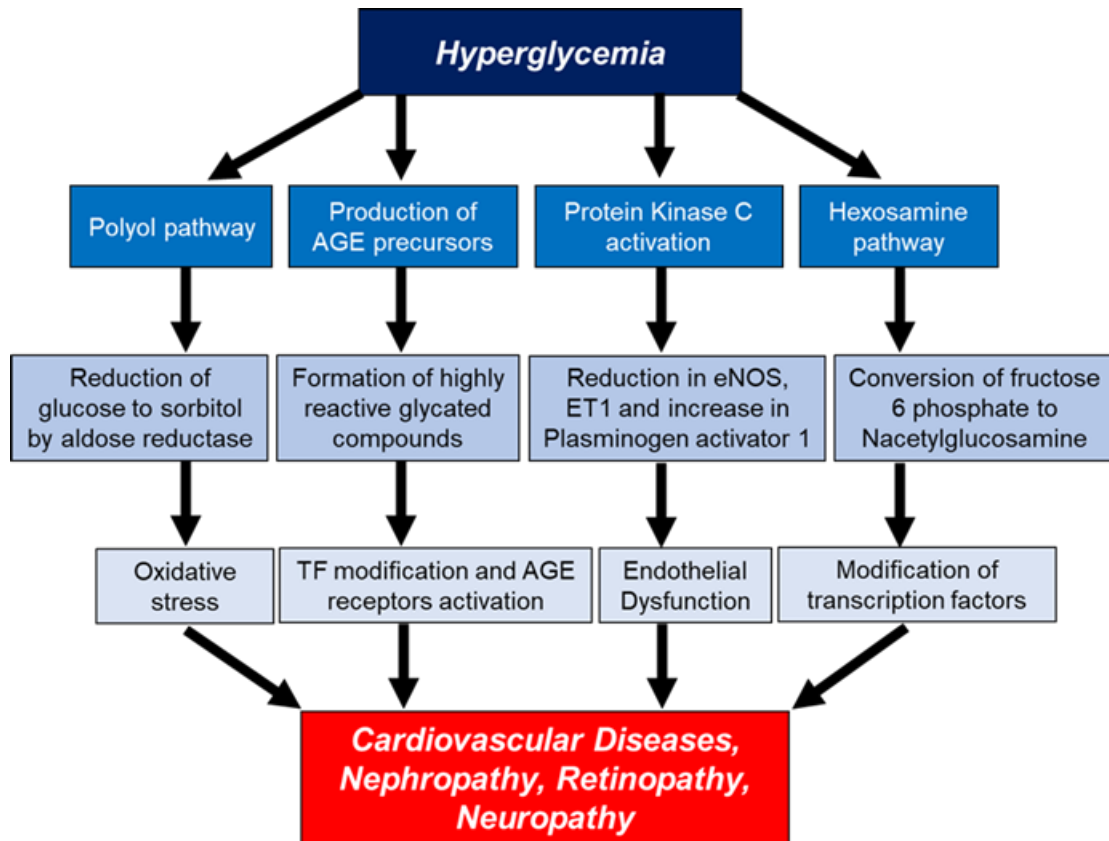 Hyperglycemia
Polyol pathway
Production of
AGE precursors
Protein Kinase C
activation
Hexosamine
pathway
Reduction of
glucose to sorbitol
by aldose reductase
Formation of highly
reactive glycated
compounds
Reduction in eNOS,
ET1 and increase in
Plasminogen activator 1
Conversion of fructose
6 phosphate to
Nacetylglucosamine
Oxidative
stress
TF modification and AGE
receptors activation
Endothelial
Dysfunction
Modification of
transcription factors
Cardiovascular Diseases,
Nephropathy, Retinopathy,
Neuropathy